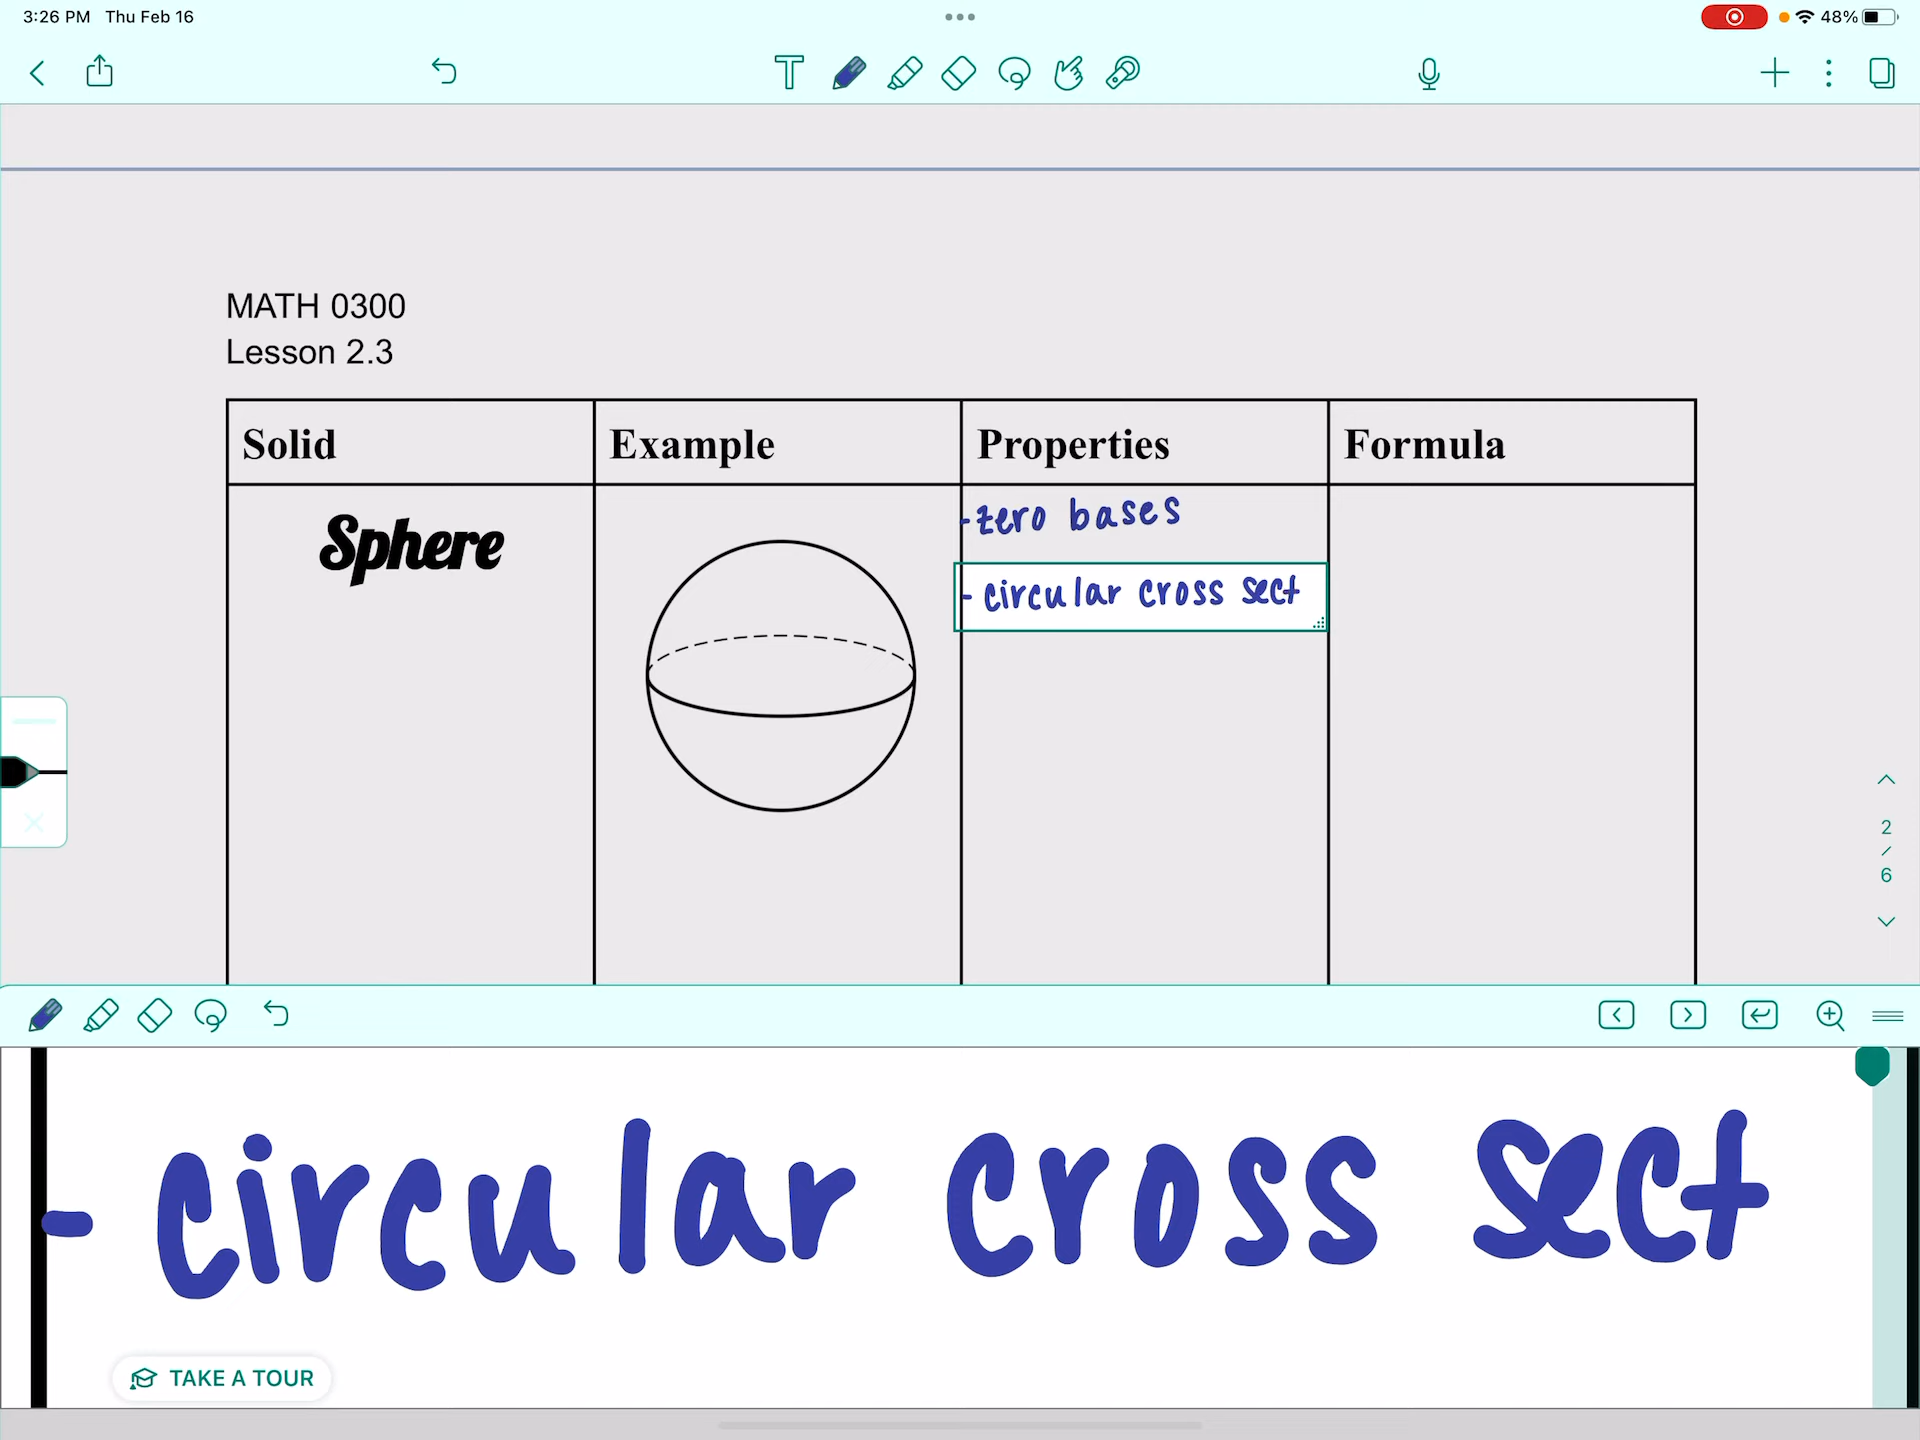 3:26 PM Thu Feb 16
48%
MATH 0300
Lesson 2.3
Solid Example Properties Formula
Sphere
-zero bases
- circular cross sect
2
/
6
- circular cross sect
TAKE A TOUR